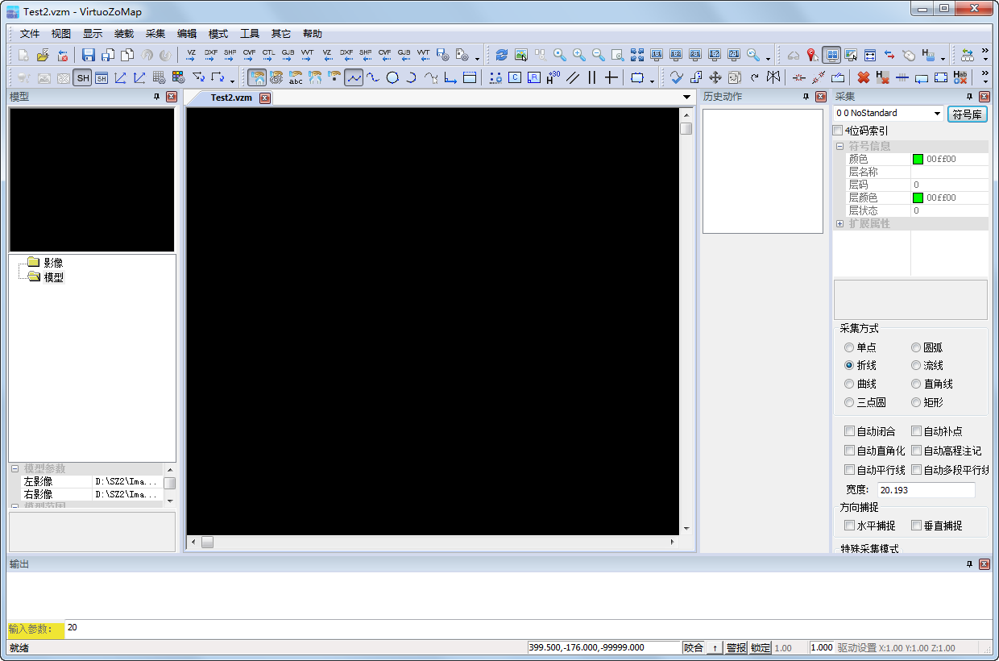 Test2.vzm - VirtuoZoMap
文件 视图 显示 装载 采集 编辑 模式 工具 其它 帮助
VZ DXF SHP CVF CTL GJB VVT VZ DXF SHP CVF GJB VVT
SH SH abc C R H+30 Hab
模型
Test2.vzm
历史动作
采集
0 0 NoStandard
符号库
4位码索引
符号信息
颜色 00ff00
层名称
层码 0
层颜色 00ff00
层状态 0
扩展属性
影像
模型
模型参数
左影像 D:\SZ2\Ima...
右影像 D:\SZ2\Ima...
模型范围
采集方式
单点 圆弧
折线 流线
曲线 直角线
三点圆 矩形
自动闭合 自动补点
自动直角化 自动高程注记
自动平行线 自动多段平行线
宽度: 20.193
方向捕捉
水平捕捉 垂直捕捉
特殊采集模式
输出
输入参数: 20
就绪
399.500,-176.000,-99999.000
咬合 ↑ 警报 锁定 1.00 1.000 驱动设置 X:1.00 Y:1.00 Z:1.00